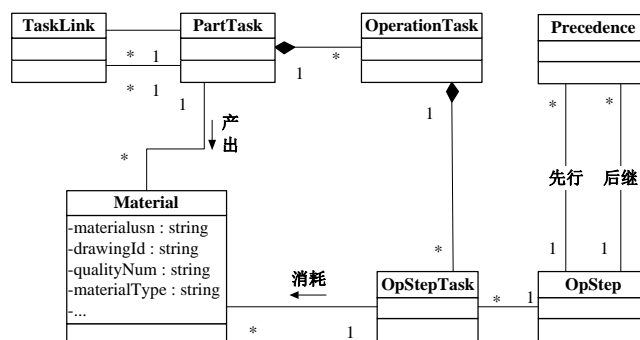 TaskLink
PartTask
OperationTask
Precedence
* 1
* 1
1 *
1
*
产
出
1
*
*
*
先行
后继
1
1
Material
-materialusn : string
-drawingId : string
-qualityNum : string
-materialType : string
-...
消耗
* 1
OpStepTask
* 1
OpStep